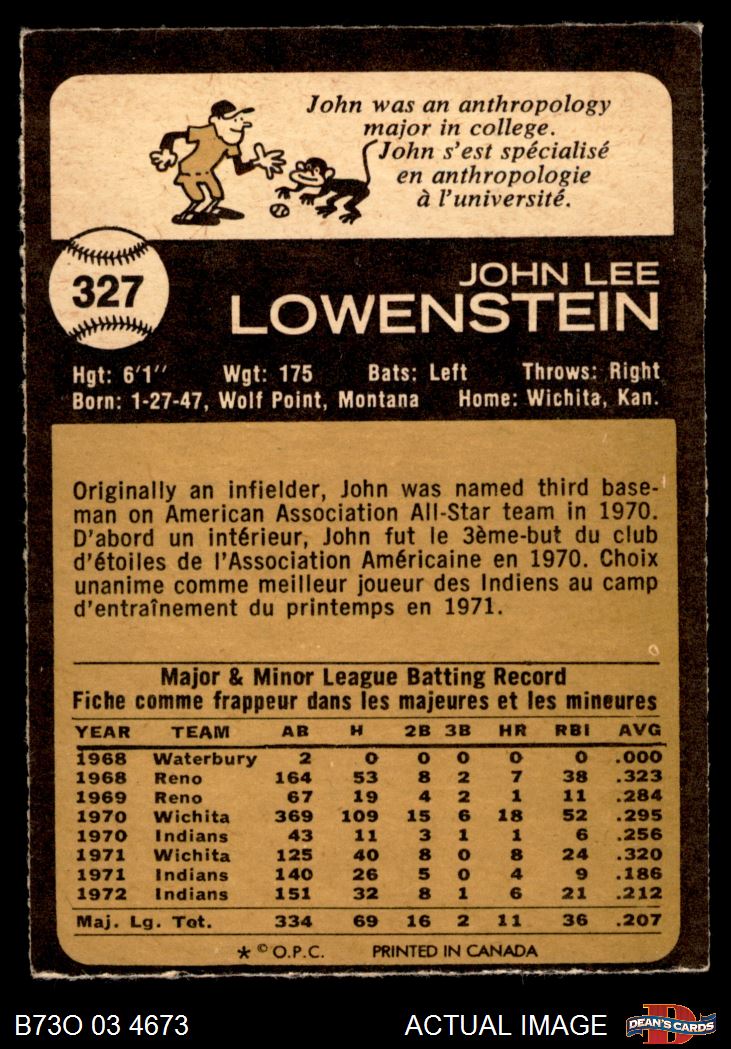 John was an anthropology
major in college.
John s'est spécialisé
en anthropologie
à l'université.
327
JOHN LEE
LOWENSTEIN
Hgt: 6'1'' Wgt: 175 Bats: Left Throws: Right
Born: 1-27-47, Wolf Point, Montana Home: Wichita, Kan.
Originally an infielder, John was named third base-
man on American Association All-Star team in 1970.
D'abord un intérieur, John fut le 3ème-but du club
d'étoiles de l'Association Américaine en 1970. Choix
unanime comme meilleur joueur des Indiens au camp
d'entraînement du printemps en 1971.
Major & Minor League Batting Record
Fiche comme frappeur dans les majeures et les mineures
YEAR TEAM AB H 2B 3B HR RBI AVG
1968 Waterbury 2 0 0 0 0 0 .000
1968 Reno 164 53 8 2 7 38 .323
1969 Reno 67 19 4 2 1 11 .284
1970 Wichita 369 109 15 6 18 52 .295
1970 Indians 43 11 3 1 1 6 .256
1971 Wichita 125 40 8 0 8 24 .320
1971 Indians 140 26 5 0 4 9 .186
1972 Indians 151 32 8 1 6 21 .212
Maj. Lg. Tot. 334 69 16 2 11 36 .207
* © O.P.C. PRINTED IN CANADA
B73O 03 4673 ACTUAL IMAGE
D
DEAN'S CARDS